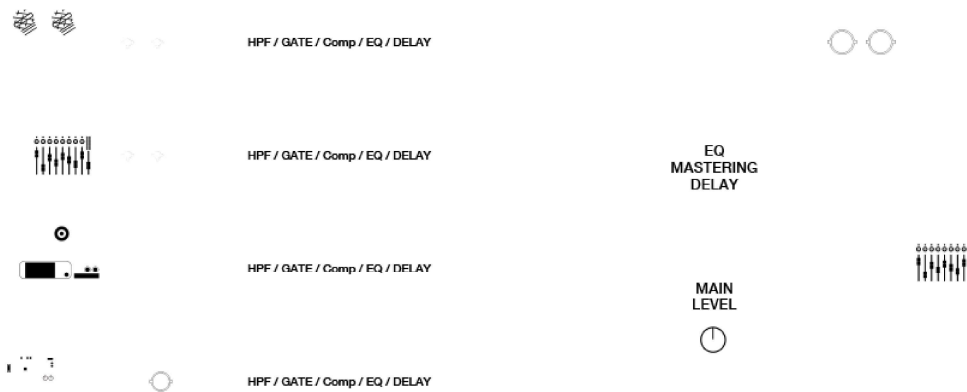 HPF / GATE / Comp / EQ / DELAY
HPF / GATE / Comp / EQ / DELAY
EQ
MASTERING
DELAY
HPF / GATE / Comp / EQ / DELAY
MAIN
LEVEL
HPF / GATE / Comp / EQ / DELAY